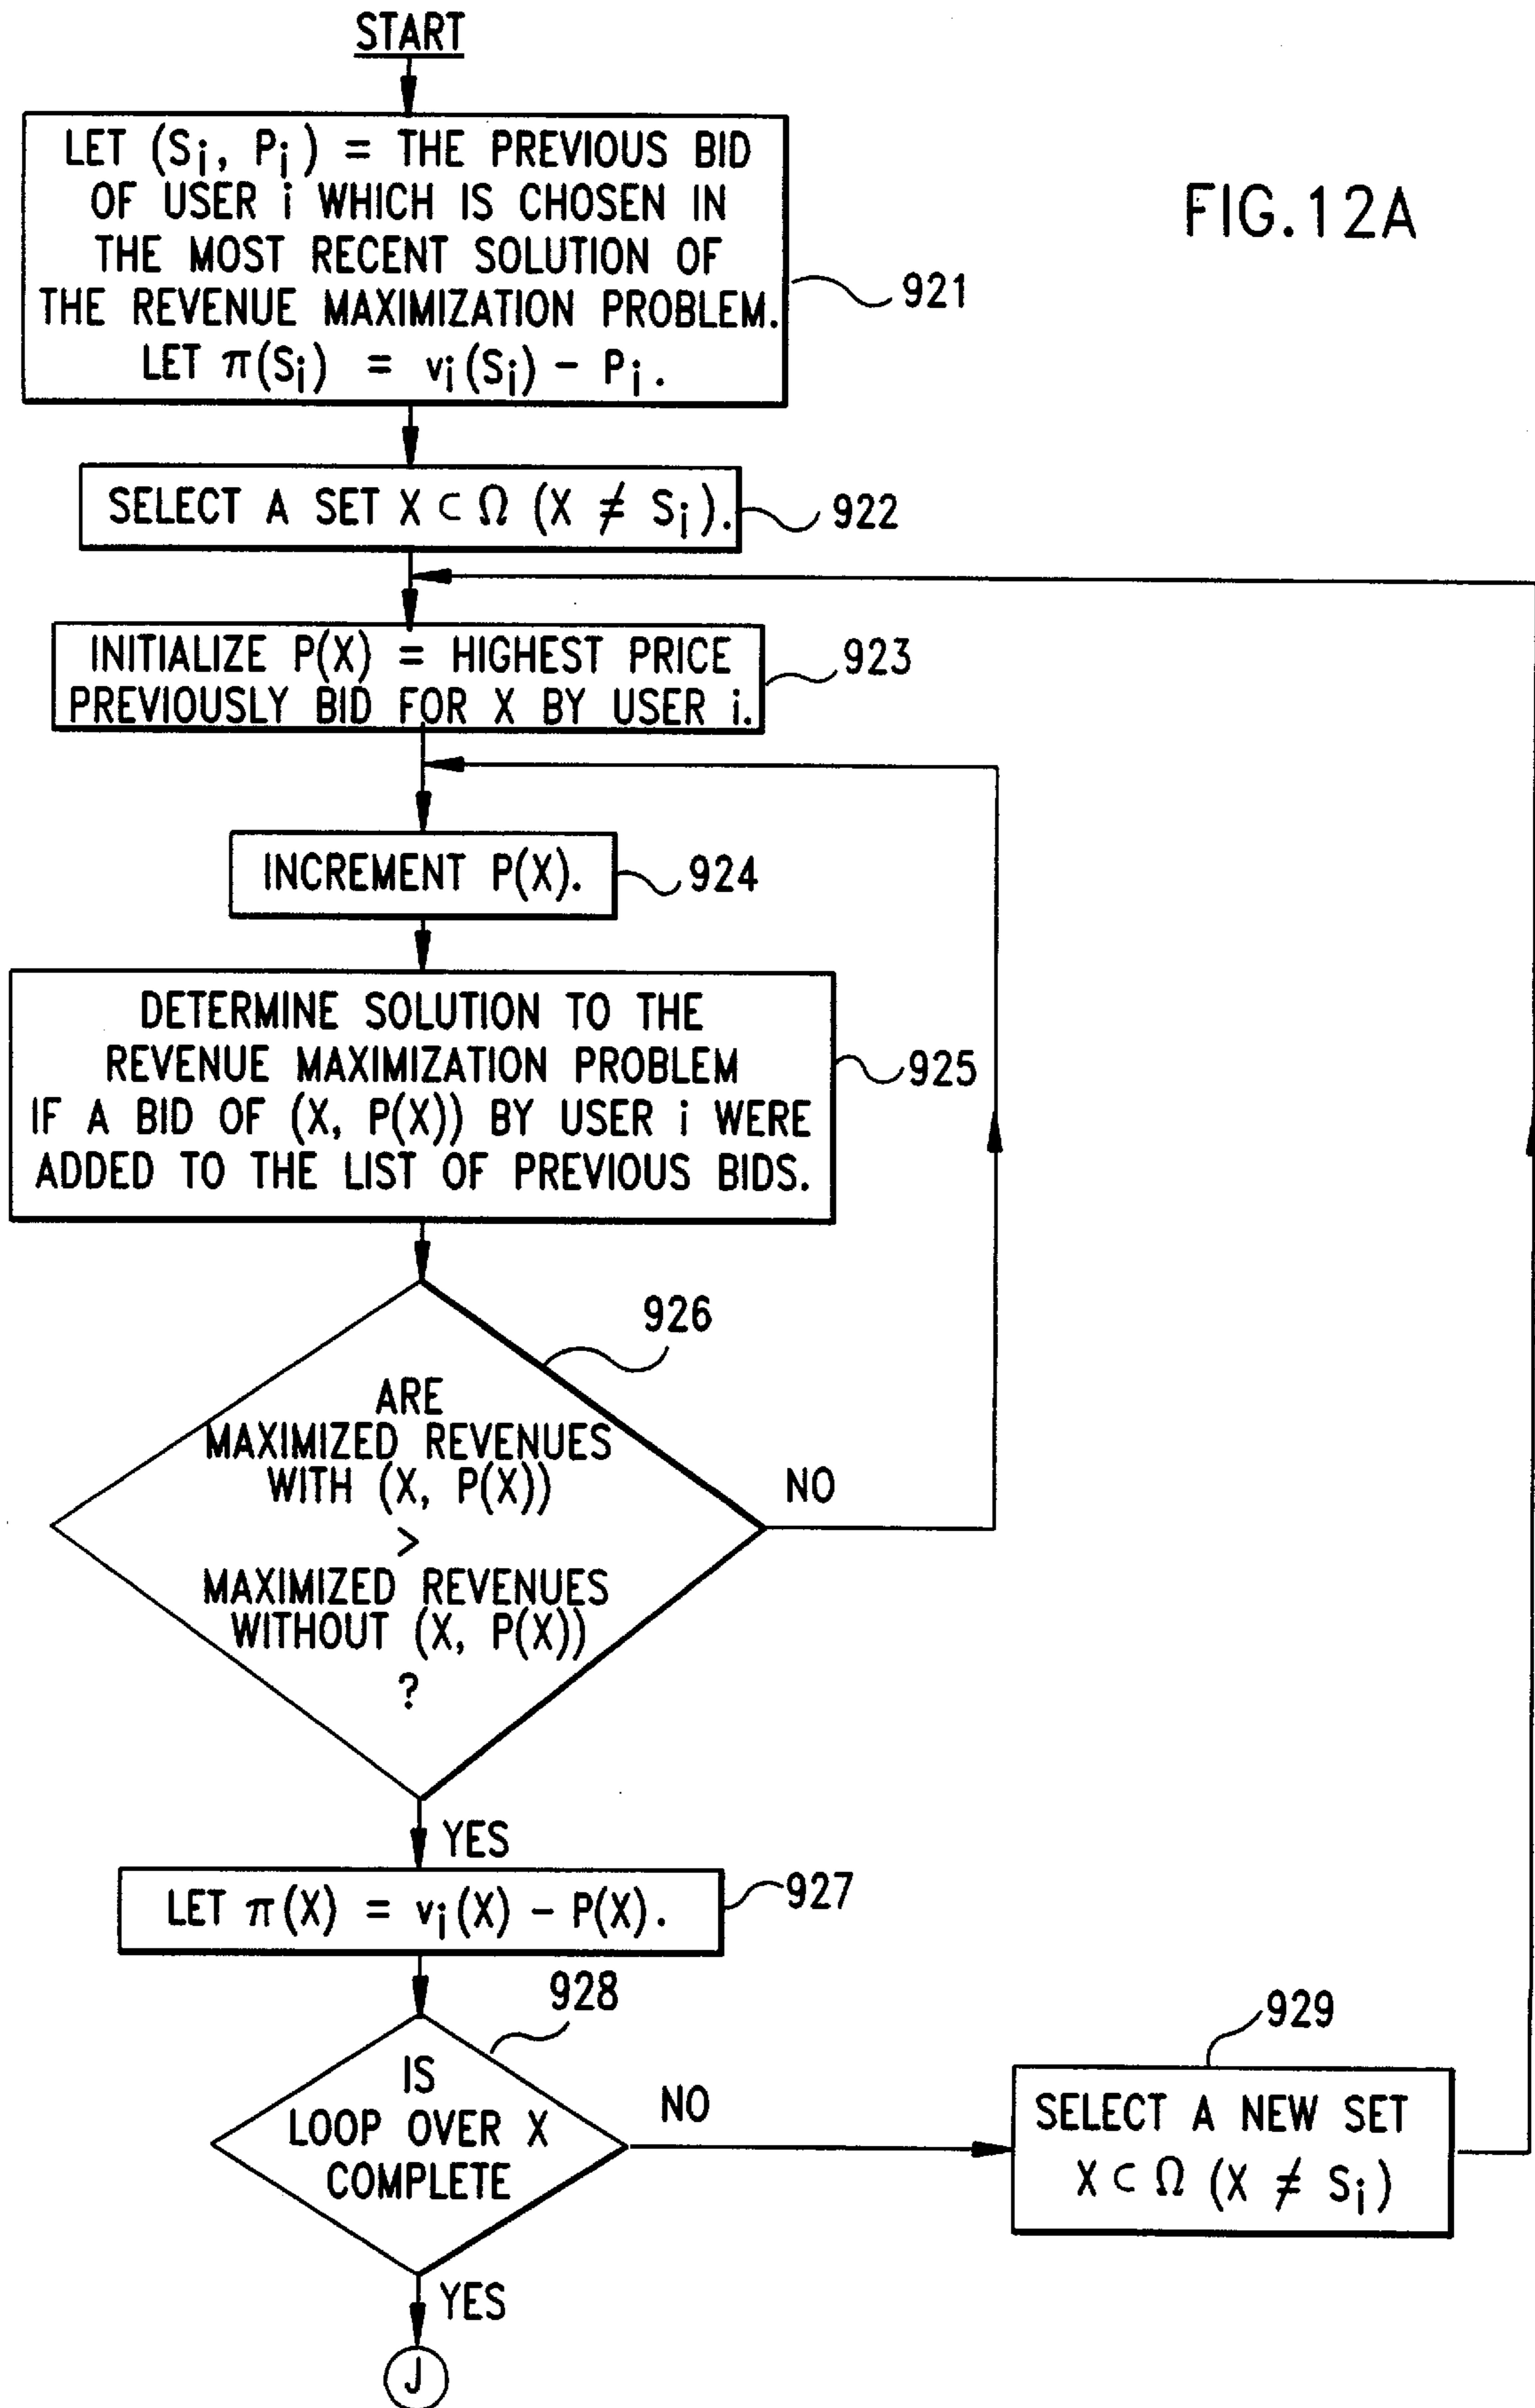 START
LET (Si, Pi) = THE PREVIOUS BID
OF USER i WHICH IS CHOSEN IN
THE MOST RECENT SOLUTION OF
THE REVENUE MAXIMIZATION PROBLEM.
LET π(Si) = vi(Si) - Pi.
921
FIG.12A
SELECT A SET X ⊂ Ω (X ≠ Si).
922
INITIALIZE P(X) = HIGHEST PRICE
PREVIOUSLY BID FOR X BY USER i.
923
INCREMENT P(X).
924
DETERMINE SOLUTION TO THE
REVENUE MAXIMIZATION PROBLEM
IF A BID OF (X, P(X)) BY USER i WERE
ADDED TO THE LIST OF PREVIOUS BIDS.
925
926
ARE
MAXIMIZED REVENUES
WITH (X, P(X))
>
MAXIMIZED REVENUES
WITHOUT (X, P(X))
?
NO
YES
LET π(X) = vi(X) - P(X).
927
928
IS
LOOP OVER X
COMPLETE
NO
929
SELECT A NEW SET
X ⊂ Ω (X ≠ Si)
YES
J